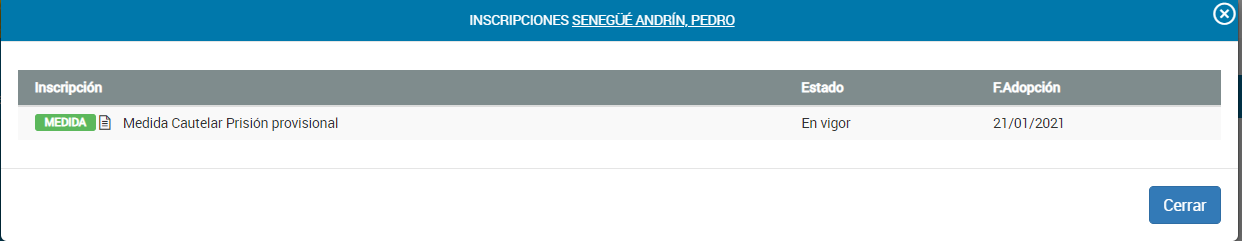 INSCRIPCIONES SENEGÜÉ ANDRÍN, PEDRO
Inscripción Estado F.Adopción
MEDIDA Medida Cautelar Prisión provisional En vigor 21/01/2021
Cerrar